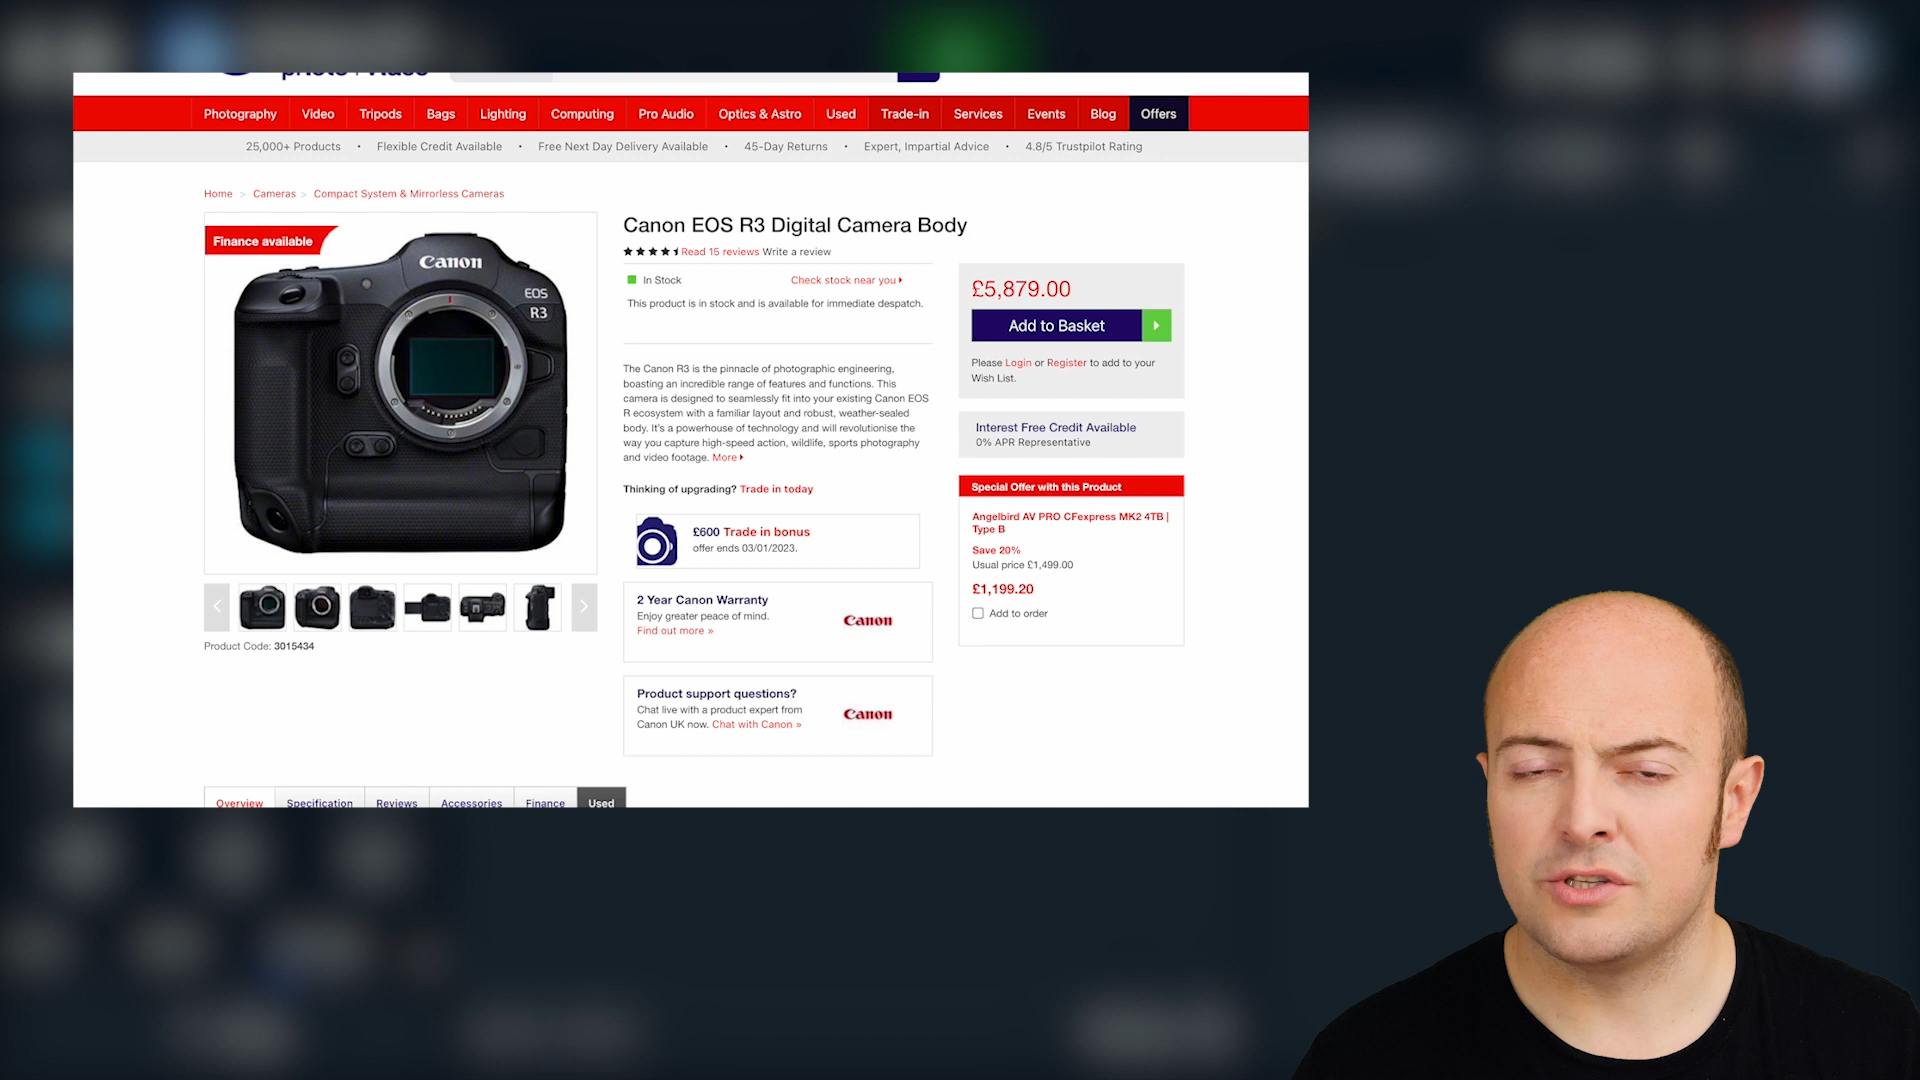 Photography Video Tripods Bags Lighting Computing Pro Audio Optics & Astro Used Trade-in Services Events Blog Offers
25,000+ Products • Flexible Credit Available • Free Next Day Delivery Available • 45-Day Returns • Expert, Impartial Advice • 4.8/5 Trustpilot Rating
Home > Cameras > Compact System & Mirrorless Cameras
Finance available
Canon
EOS
R3
Product Code: 3015434
Canon EOS R3 Digital Camera Body
Read 15 reviews Write a review
In Stock Check stock near you
This product is in stock and is available for immediate despatch.
The Canon R3 is the pinnacle of photographic engineering,
boasting an incredible range of features and functions. This
camera is designed to seamlessly fit into your existing Canon EOS
R ecosystem with a familiar layout and robust, weather-sealed
body. It's a powerhouse of technology and will revolutionise the
way you capture high-speed action, wildlife, sports photography
and video footage. More
Thinking of upgrading? Trade in today
£600 Trade in bonus
offer ends 03/01/2023.
2 Year Canon Warranty
Enjoy greater peace of mind.
Find out more »
Canon
Product support questions?
Chat live with a product expert from
Canon UK now. Chat with Canon »
Canon
£5,879.00
Add to Basket
Please Login or Register to add to your
Wish List.
Interest Free Credit Available
0% APR Representative
Special Offer with this Product
Angelbird AV PRO CFexpress MK2 4TB |
Type B
Save 20%
Usual price £1,499.00
£1,199.20
Add to order
Overview Specification Reviews Accessories Finance Used